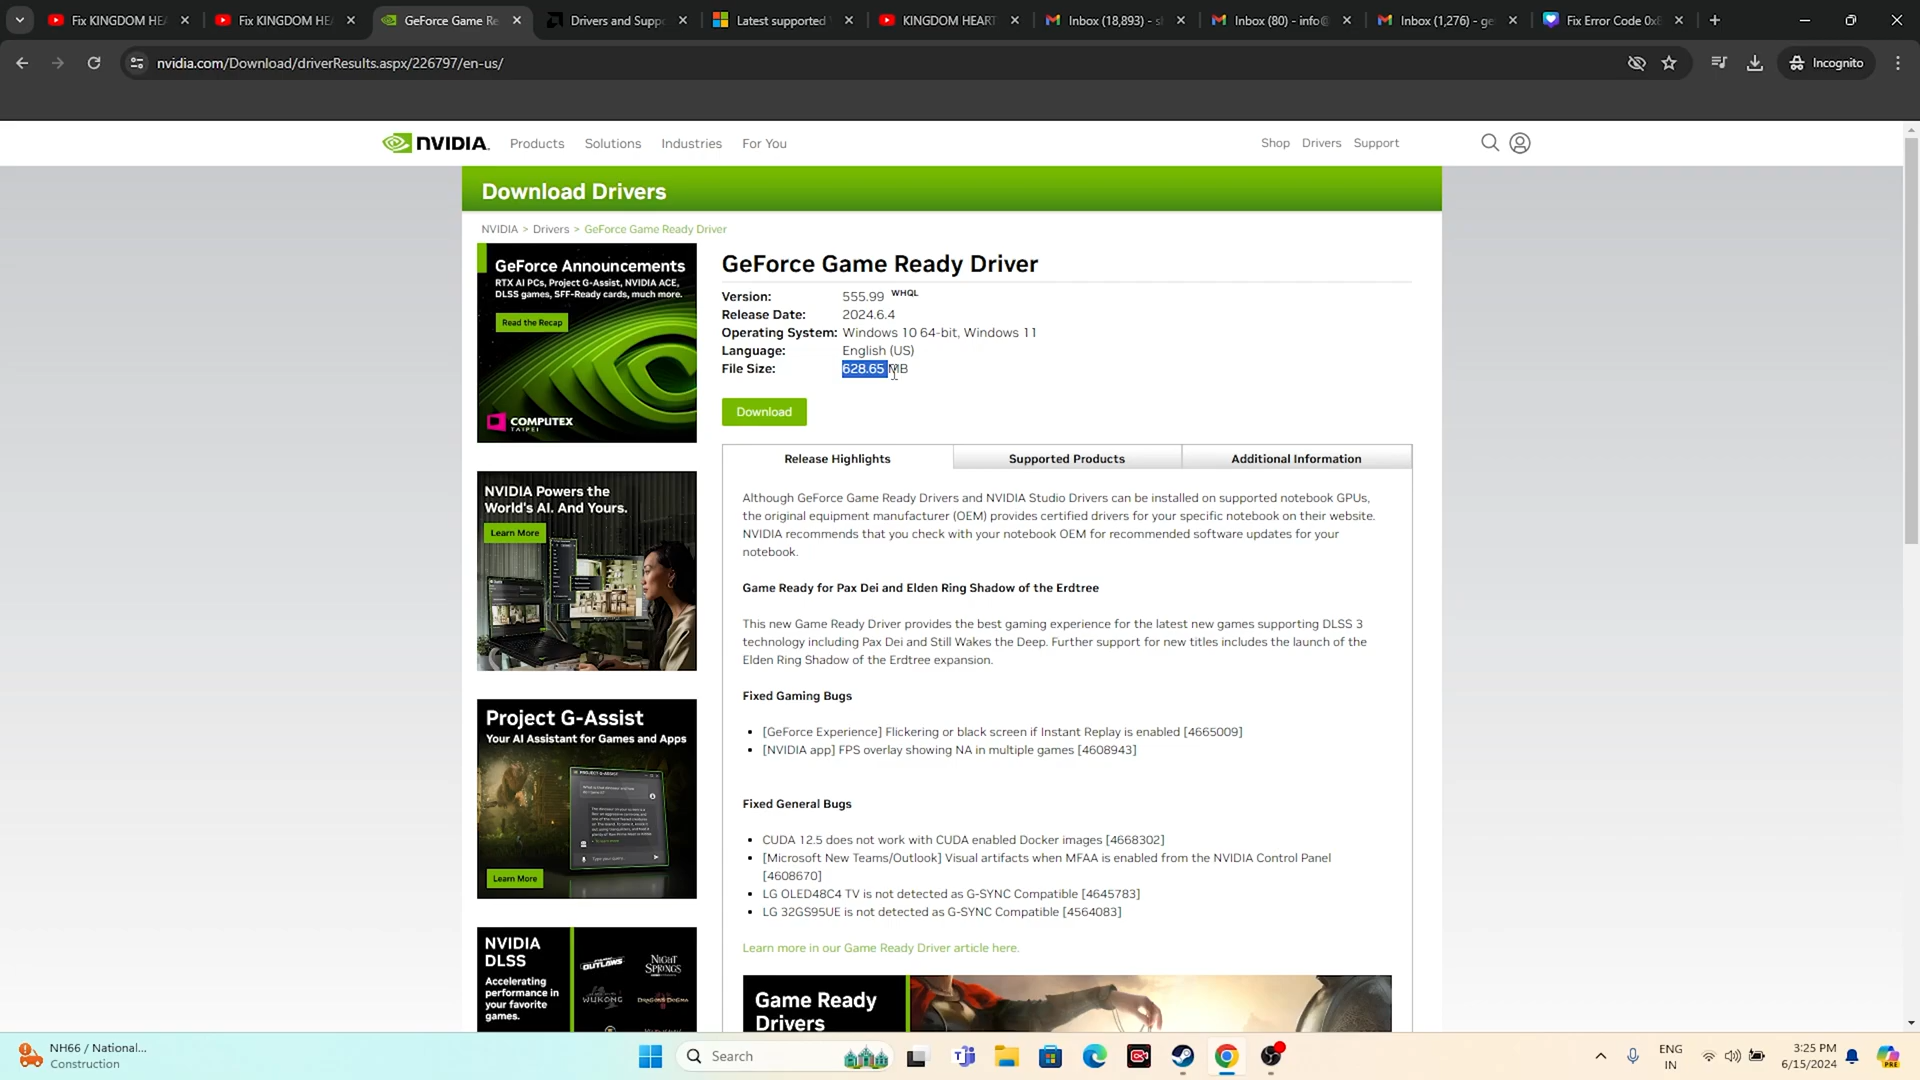 Fix KINGDOM HEA
Fix KINGDOM HEA
GeForce Game Re
Drivers and Supp
Latest supported
KINGDOM HEART
Inbox (18,893) - s
Inbox (80) - info@
Inbox (1,276) - ge
Fix Error Code 0x
nvidia.com/Download/driverResults.aspx/226797/en-us/
Incognito
NVIDIA.
Products
Solutions
Industries
For You
Shop
Drivers
Support
Download Drivers
NVIDIA > Drivers > GeForce Game Ready Driver
GeForce Announcements
RTX AI PCs, Project G-Assist, NVIDIA ACE,
DLSS games, SFF-Ready cards, much more.
Read the Recap
COMPUTEX
TAIPEI
GeForce Game Ready Driver
Version: 555.99 WHQL
Release Date: 2024.6.4
Operating System: Windows 10 64-bit, Windows 11
Language: English (US)
File Size: 628.65 MB
Download
Release Highlights
Supported Products
Additional Information
Although GeForce Game Ready Drivers and NVIDIA Studio Drivers can be installed on supported notebook GPUs,
the original equipment manufacturer (OEM) provides certified drivers for your specific notebook on their website.
NVIDIA recommends that you check with your notebook OEM for recommended software updates for your
notebook.
Game Ready for Pax Dei and Elden Ring Shadow of the Erdtree
This new Game Ready Driver provides the best gaming experience for the latest new games supporting DLSS 3
technology including Pax Dei and Still Wakes the Deep. Further support for new titles includes the launch of the
Elden Ring Shadow of the Erdtree expansion.
Fixed Gaming Bugs
• [GeForce Experience] Flickering or black screen if Instant Replay is enabled [4665009]
• [NVIDIA app] FPS overlay showing NA in multiple games [4608943]
Fixed General Bugs
• CUDA 12.5 does not work with CUDA enabled Docker images [4668302]
• [Microsoft New Teams/Outlook] Visual artifacts when MFAA is enabled from the NVIDIA Control Panel
[4608670]
• LG OLED48C4 TV is not detected as G-SYNC Compatible [4645783]
• LG 32GS95UE is not detected as G-SYNC Compatible [4564083]
Learn more in our Game Ready Driver article here.
Game Ready
Drivers
NVIDIA Powers the
World's AI. And Yours.
Learn More
Project G-Assist
Your AI Assistant for Games and Apps
Learn More
NVIDIA
DLSS
Accelerating
performance in
your favorite
games.
OUTLAWS
NIGHT
SPRINGS
WUKONG
DRAGONS DOGMA
NH66 / National...
Construction
Search
ENG
IN
3:25 PM
6/15/2024
PRE